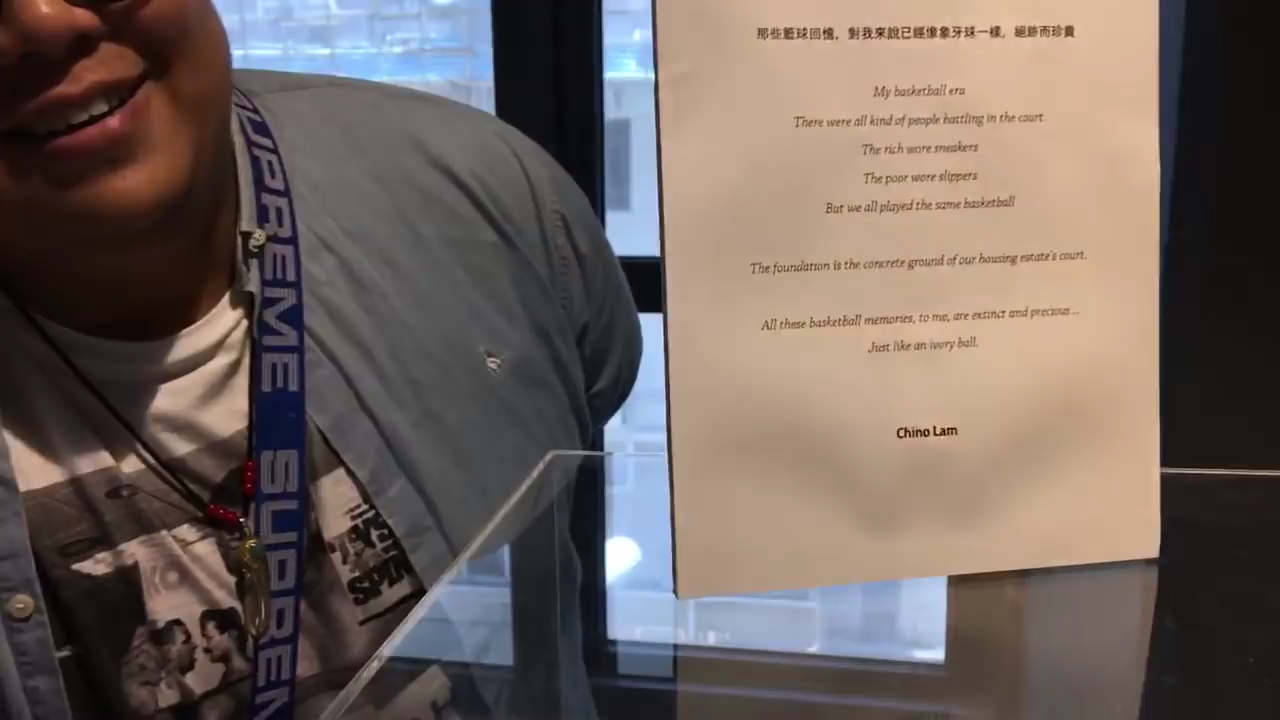 那些籃球回憶，對我來說已經像象牙球一樣，絕跡而珍貴
My basketball era
There were all kind of people battling in the court
The rich wore sneakers
The poor wore slippers
But we all played the same basketball
The foundation is the concrete ground of our housing estate's court.
All these basketball memories, to me, are extinct and precious...
Just like an ivory ball.
Chino Lam
UPREME SUPREM